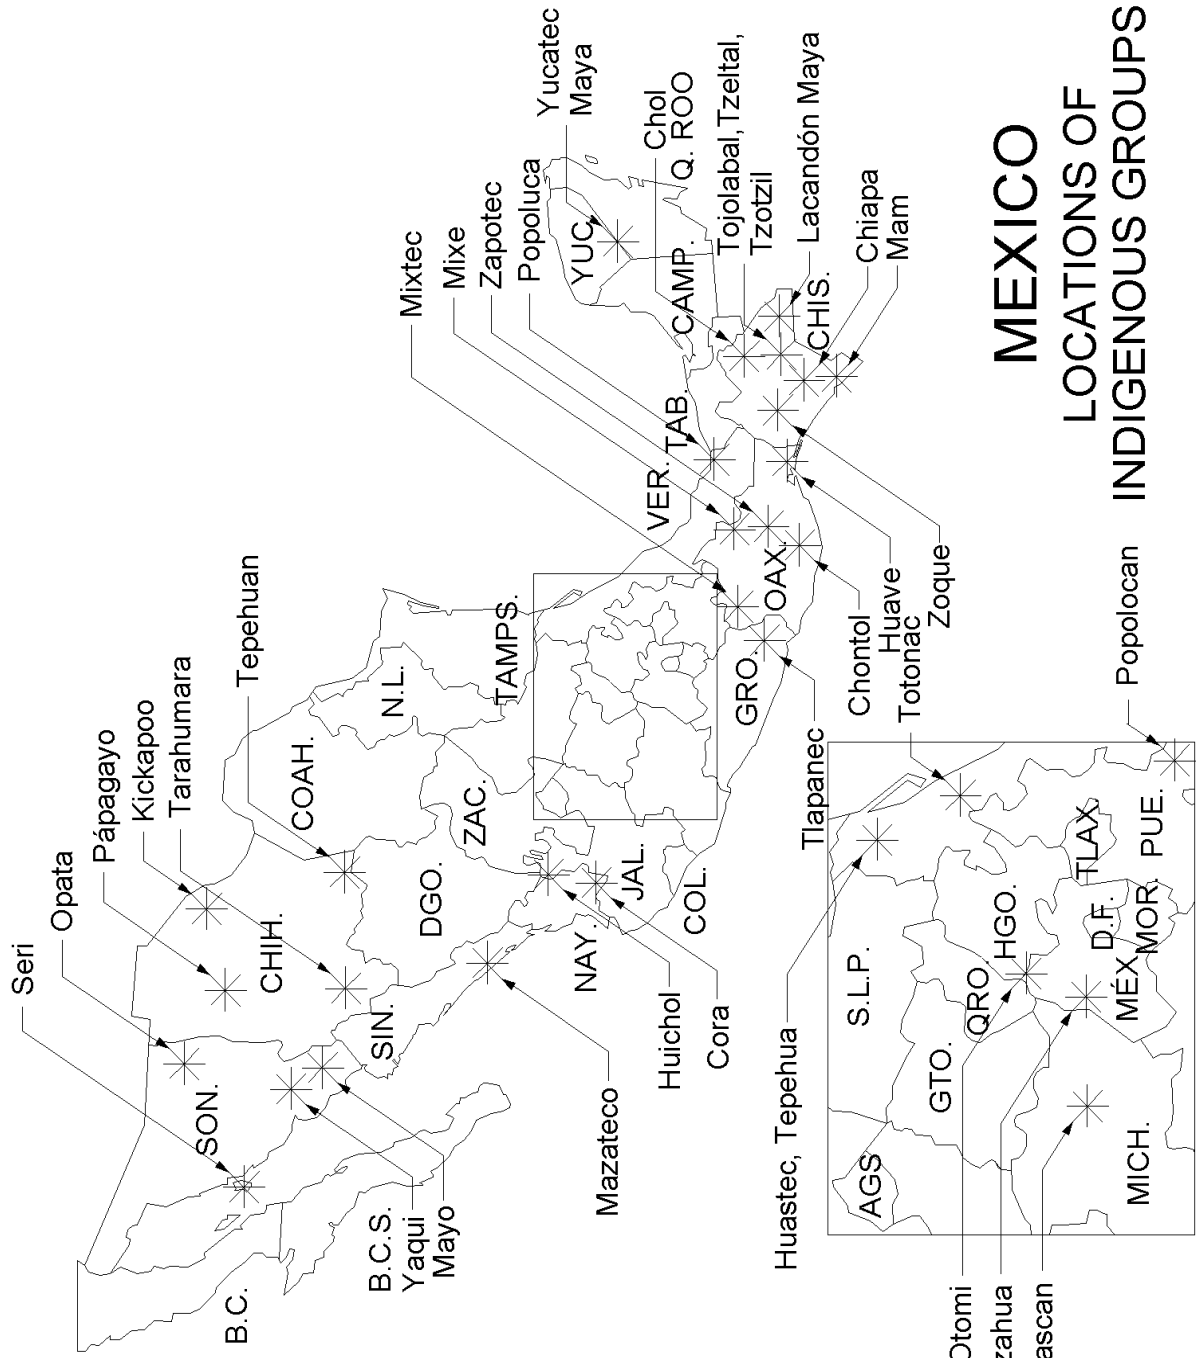 MEXICO
LOCATIONS OF
INDIGENOUS GROUPS
Seri
Opata
Pápagayo
Kickapoo
Tarahumara
Tepehuan
Mixtec
Mixe
Zapotec
Popoluca
Yucatec
Maya
Chol
Q. ROO
Tojolabal, Tzeltal,
Tzotzil
Lacandón Maya
Chiapa
Mam
B.C.
B.C.S.
Yaqui
Mayo
SON.
CHIH.
SIN.
COAH.
DGO.
N.L.
ZAC.
TAMPS.
NAY.
JAL.
COL.
GRO.
OAX.
VER.
TAB.
CAMP.
YUC.
CHIS.
Mazateco
Huichol
Cora
Tlapanec
Chontol
Huave
Totonac
Zoque
Popolocan
Huastec, Tepehua
AGS
S.L.P.
GTO.
QRO.
HGO.
TLAX
PUE.
D.F.
MOR.
MÉX
MICH.
Otomi
zahua
ascan